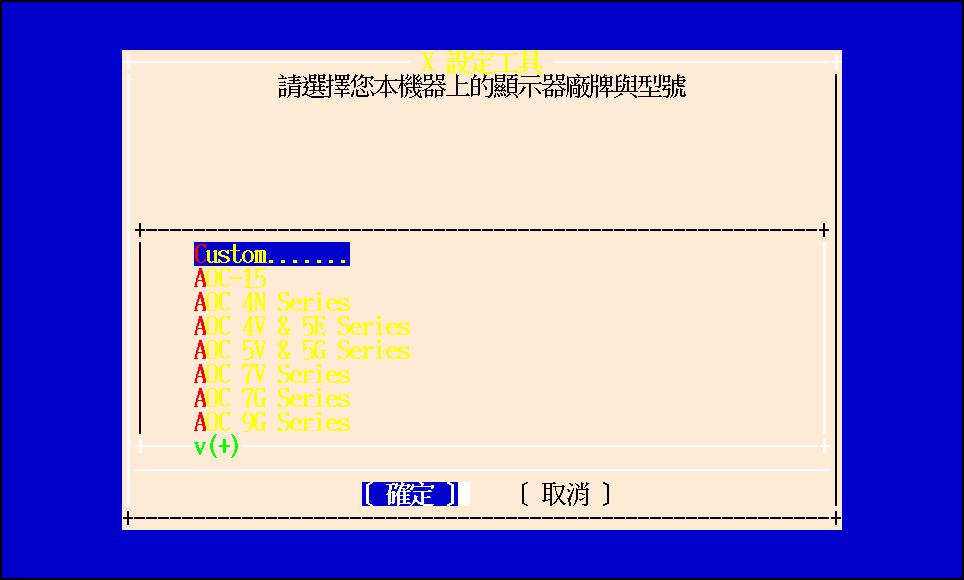 X 設定工具
請選擇您本機器上的顯示器廠牌與型號
Custom.......
AOC-15
AOC 4N Series
AOC 4V & 5E Series
AOC 5V & 5G Series
AOC 7V Series
AOC 7G Series
AOC 9G Series
v(+)
[ 確定 ] [ 取消 ]